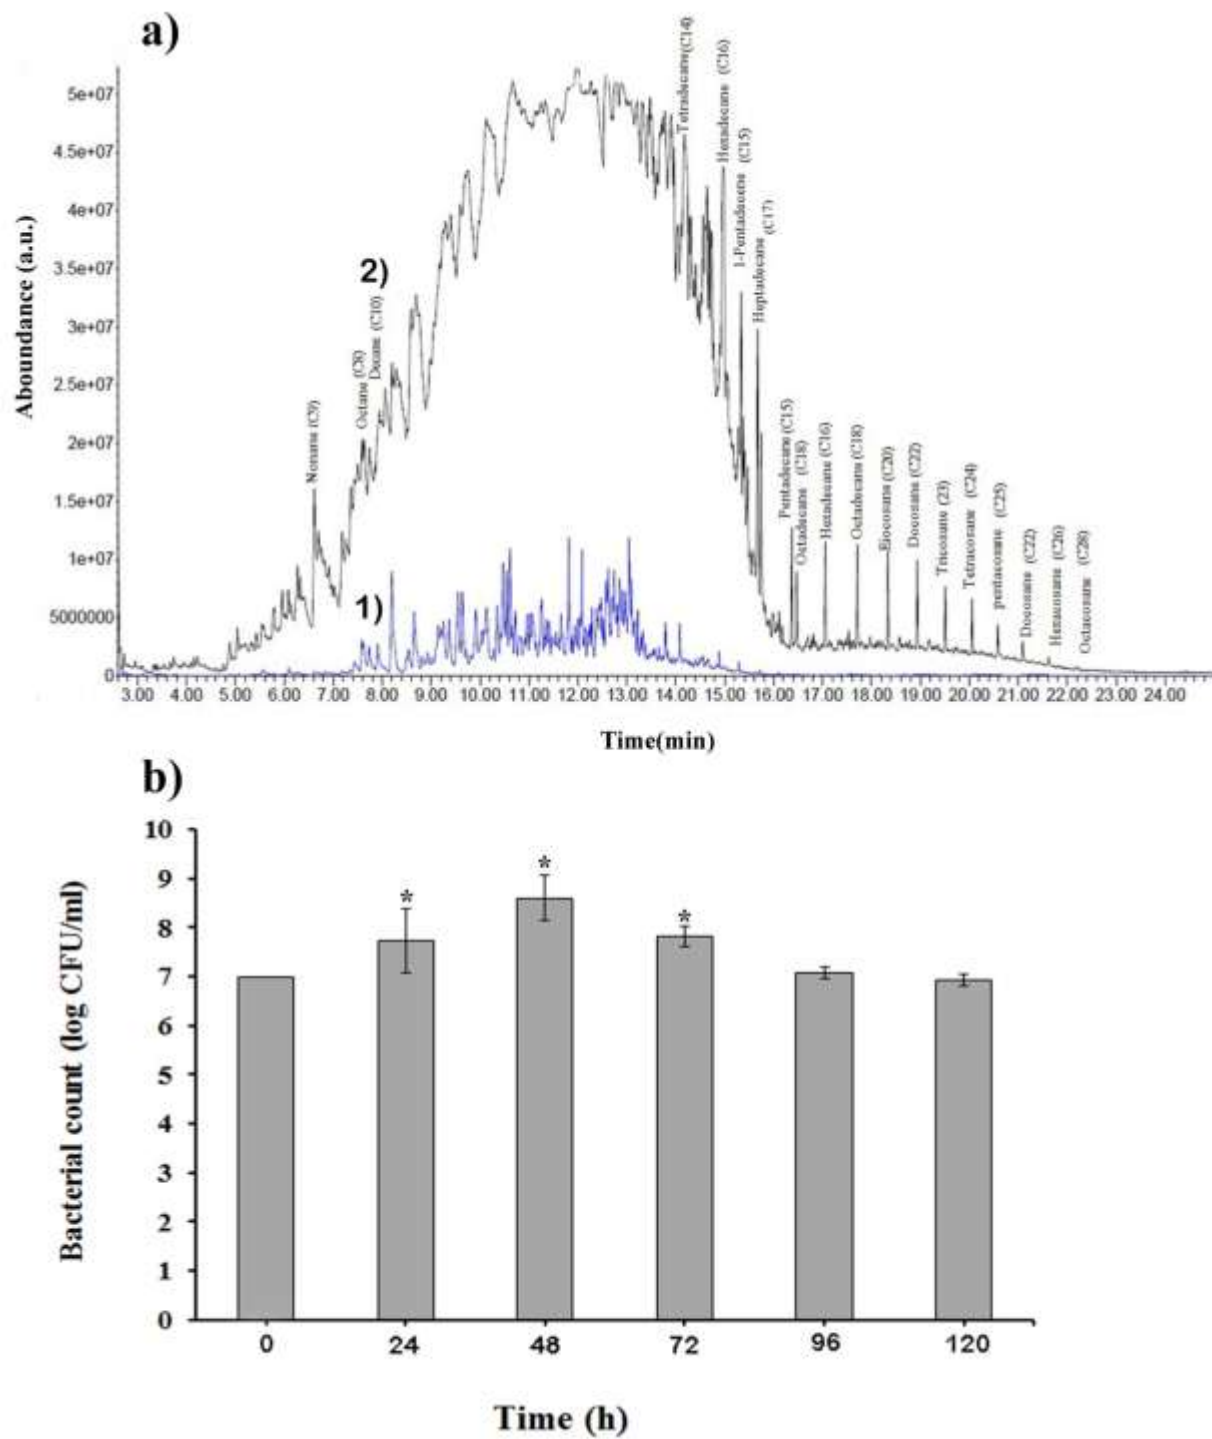 a)
Aboundance (a.u.)
5e+07
4.5e+07
4e+07
3.5e+07
3e+07
2.5e+07
2e+07
1.5e+07
1e+07
5000000
0
2)
1)
Nonane (C9)
Octane (C8)
Decane (C10)
Tetradecane(C14)
Hexadecane (C16)
1-Pentadecene (C15)
Heptadecane (C17)
Pentadecane (C15)
Octadecane (C18)
Hexadecane (C16)
Octadecane (C18)
Eiocosane (C20)
Docosane (C22)
Tricosane (23)
Tetracosane (C24)
pentacosane (C25)
Docosane (C22)
Hexacosane (C26)
Octacosane (C28)
3.00 4.00 5.00 6.00 7.00 8.00 9.00 10.00 11.00 12.00 13.00 14.00 15.00 16.00 17.00 18.00 19.00 20.00 21.00 22.00 23.00 24.00
Time(min)
b)
Bacterial count (log CFU/ml)
10
9
8
7
6
5
4
3
2
1
0
* * *
0 24 48 72 96 120
Time (h)